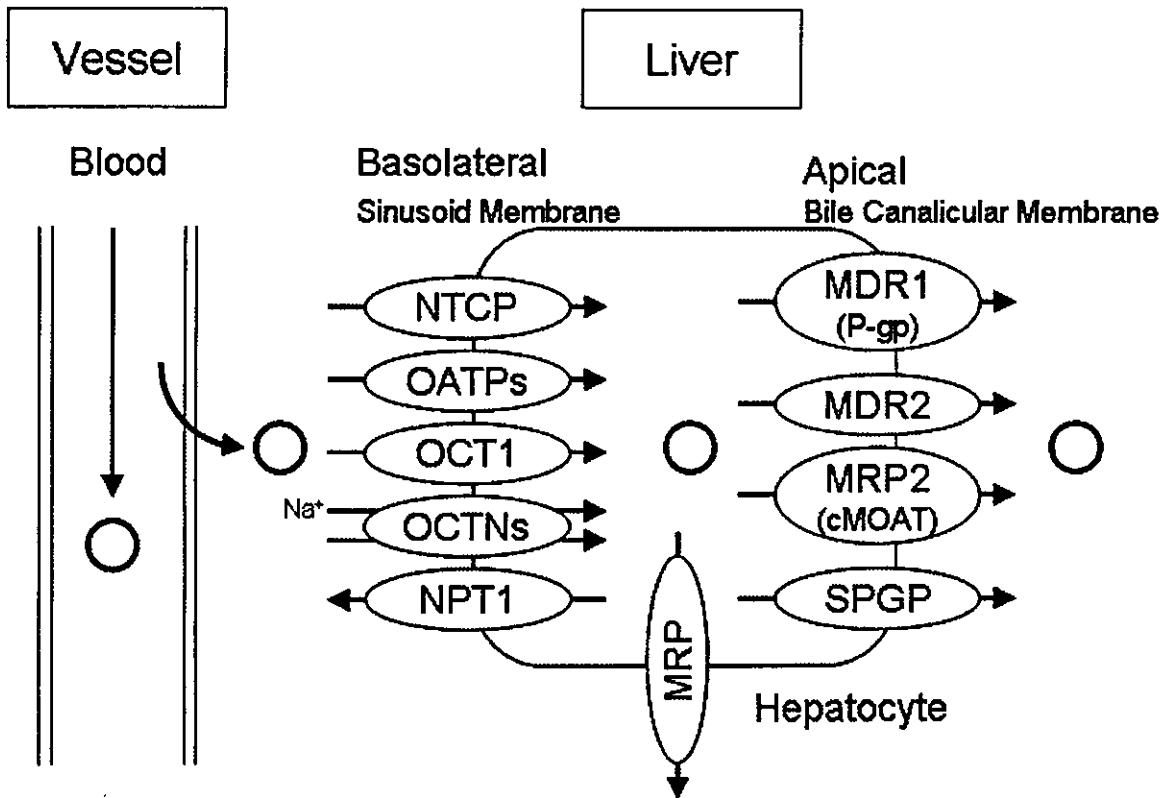 Vessel
Liver
Blood
Basolateral
Sinusoid Membrane
Apical
Bile Canalicular Membrane
NTCP
OATPs
OCT1
Na⁺
OCTNs
NPT1
MDR1
(P-gp)
MDR2
MRP2
(cMOAT)
SPGP
MRP
Hepatocyte